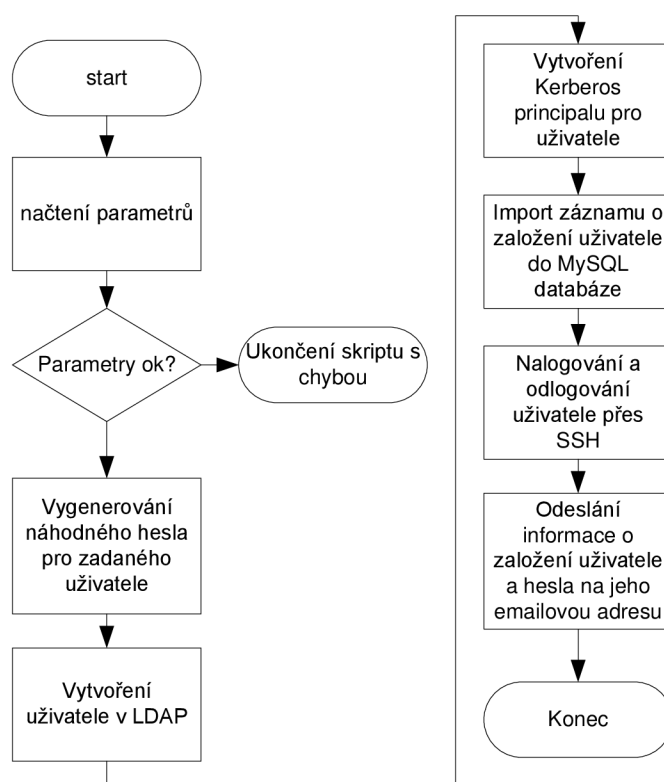 start
načtení parametrů
Parametry ok?
Ukončení skriptu s
chybou
Vygenerování
náhodného hesla
pro zadaného
uživatele
Vytvoření
uživatele v LDAP
Vytvoření
Kerberos
principalu pro
uživatele
Import záznamu o
založení uživatele
do MySQL
databáze
Nalogování a
odlogování
uživatele přes
SSH
Odeslání
informace o
založení uživatele
a hesla na jeho
emailovou adresu
Konec